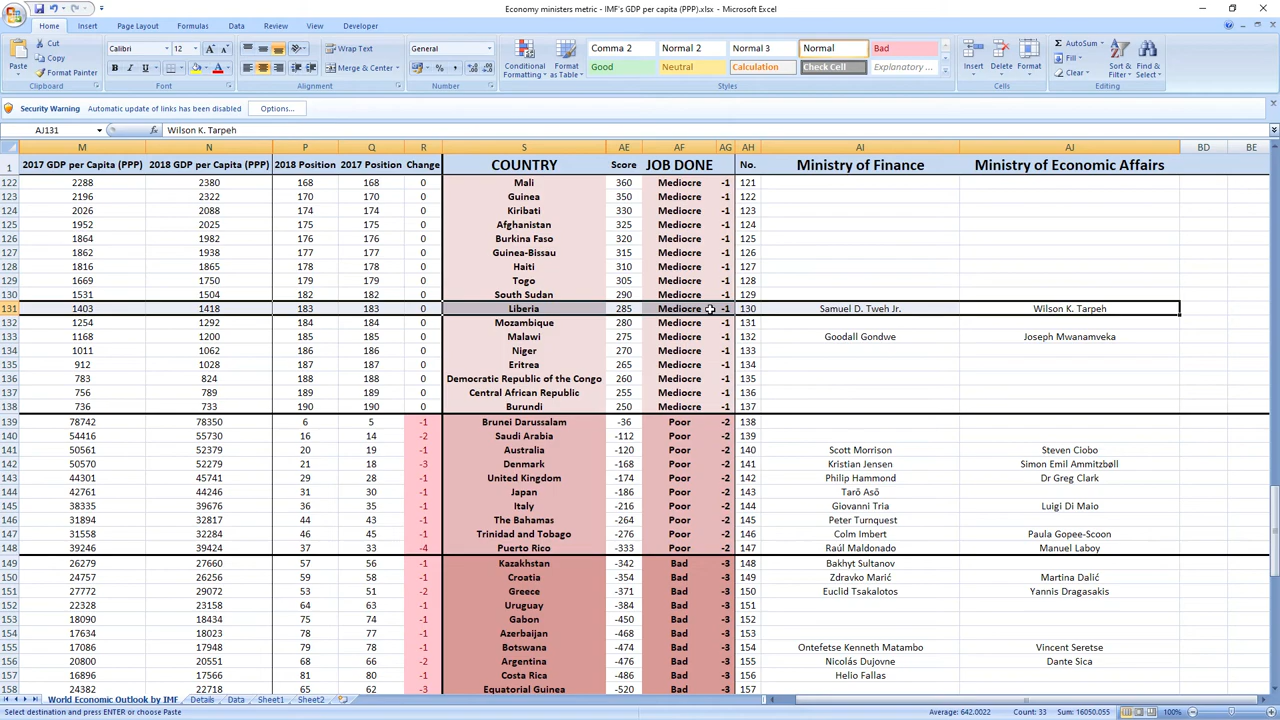 Economy ministers metric - IMF's GDP per capita (PPP).xlsx - Microsoft Excel
Home Insert Page Layout Formulas Data Review View Developer
Cut Calibri 12 Wrap Text General Comma 2 Normal 2 Normal 3 Normal Bad AutoSum
Copy Fill
Paste Format Painter Merge & Center Conditional Formatting Format as Table Good Neutral Calculation Check Cell Explanatory ... Insert Delete Format Clear Sort & Filter Find & Select
Clipboard Font Alignment Number Styles Cells Editing
Security Warning Automatic update of links has been disabled Options...
AJ131 fx Wilson K. Tarpeh
M N P Q R S AE AF AG AH AI AJ BD BE
1 2017 GDP per Capita (PPP) 2018 GDP per Capita (PPP) 2018 Position 2017 Position Change COUNTRY Score JOB DONE No. Ministry of Finance Ministry of Economic Affairs
122 2288 2380 168 168 0 Mali 360 Mediocre -1 121
123 2196 2322 170 170 0 Guinea 350 Mediocre -1 122
124 2026 2088 174 174 0 Kiribati 330 Mediocre -1 123
125 1952 2025 175 175 0 Afghanistan 325 Mediocre -1 124
126 1864 1982 176 176 0 Burkina Faso 320 Mediocre -1 125
127 1862 1938 177 177 0 Guinea-Bissau 315 Mediocre -1 126
128 1816 1865 178 178 0 Haiti 310 Mediocre -1 127
129 1669 1750 179 179 0 Togo 305 Mediocre -1 128
130 1531 1504 182 182 0 South Sudan 290 Mediocre -1 129
131 1403 1418 183 183 0 Liberia 285 Mediocre -1 130 Samuel D. Tweh Jr. Wilson K. Tarpeh
132 1254 1292 184 184 0 Mozambique 280 Mediocre -1 131
133 1168 1200 185 185 0 Malawi 275 Mediocre -1 132 Goodall Gondwe Joseph Mwanamveka
134 1011 1062 186 186 0 Niger 270 Mediocre -1 133
135 912 1028 187 187 0 Eritrea 265 Mediocre -1 134
136 783 824 188 188 0 Democratic Republic of the Congo 260 Mediocre -1 135
137 756 789 189 189 0 Central African Republic 255 Mediocre -1 136
138 736 733 190 190 0 Burundi 250 Mediocre -1 137
139 78742 78350 6 5 -1 Brunei Darussalam -36 Poor -2 138
140 54416 55730 16 14 -2 Saudi Arabia -112 Poor -2 139
141 50561 52379 20 19 -1 Australia -120 Poor -2 140 Scott Morrison Steven Ciobo
142 50570 52279 21 18 -3 Denmark -168 Poor -2 141 Kristian Jensen Simon Emil Ammitzbøll
143 44301 45741 29 28 -1 United Kingdom -174 Poor -2 142 Philip Hammond Dr Greg Clark
144 42761 44246 31 30 -1 Japan -186 Poor -2 143 Tarō Asō
145 38335 39676 36 35 -1 Italy -216 Poor -2 144 Giovanni Tria Luigi Di Maio
146 31894 32817 44 43 -1 The Bahamas -264 Poor -2 145 Peter Turnquest
147 31558 32284 46 45 -1 Trinidad and Tobago -276 Poor -2 146 Colm Imbert Paula Gopee-Scoon
148 39246 39424 37 33 -4 Puerto Rico -333 Poor -2 147 Raúl Maldonado Manuel Laboy
149 26279 27660 57 56 -1 Kazakhstan -342 Bad -3 148 Bakhyt Sultanov
150 25756 27260 59 58 -1 Croatia -354 Bad -3 149 Zdravko Marić Martina Dalić
151 27772 29072 53 51 -2 Greece -371 Bad -3 150 Euclid Tsakalotos Yannis Dragasakis
152 22328 23158 64 63 -1 Uruguay -384 Bad -3 151
153 18090 18434 75 74 -1 Gabon -450 Bad -3 152
154 17634 18023 78 77 -1 Azerbaijan -468 Bad -3 153
155 17086 17848 79 78 -1 Botswana -474 Bad -3 154 Ontefetse Kenneth Matambo Vincent Seretse
156 20800 20551 68 66 -2 Argentina -476 Bad -3 155 Nicolás Dujovne Dante Sica
157 16896 17625 81 80 -1 Costa Rica -484 Bad -3 156 Helio Fallas
158 24382 22718 65 62 -3 Equatorial Guinea -520 Bad -3 157
World Economic Outlook by IMF Details Data Sheet1 Sheet2
Select destination and press ENTER or choose Paste Average: 642.0022 Count: 33 Sum: 16050.055 100%